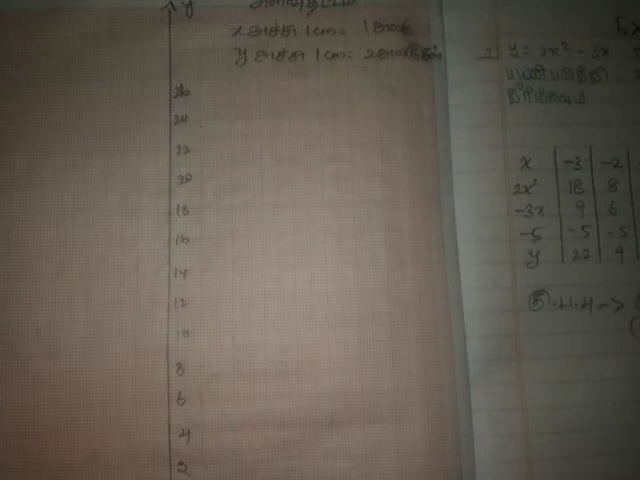 y
x அச்சு 1cm = 1 அலகு
y அச்சு 1cm = 2 அலகுகள்
26
24
22
20
18
16
14
12
10
8
6
4
2
y = 2x² - 3x
x | -3 | -2
2x² | 18 | 8
-3x | 9 | 6
-5 | -5 | -5
y | 22 | 9